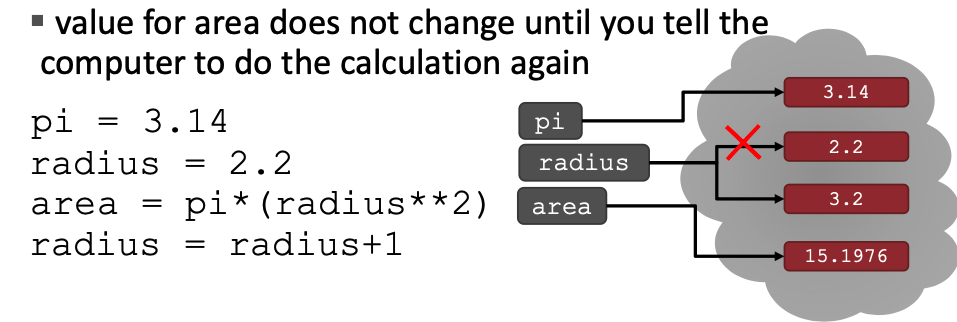 ▪ value for area does not change until you tell the
computer to do the calculation again
pi = 3.14
radius = 2.2
area = pi*(radius**2)
radius = radius+1
pi
radius
area
3.14
2.2
3.2
15.1976